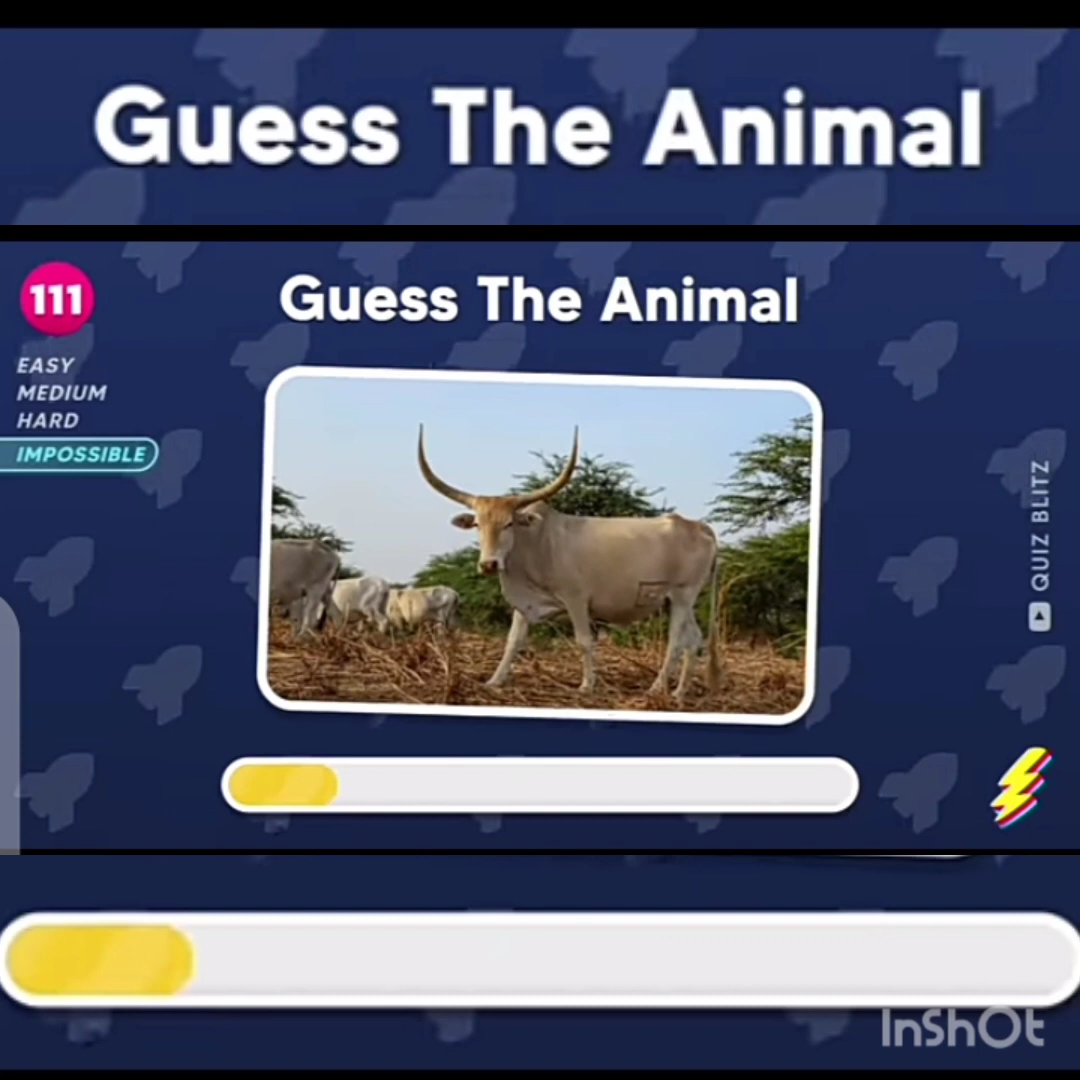 Guess The Animal
111
Guess The Animal
EASY
MEDIUM
HARD
IMPOSSIBLE
QUIZ BLITZ
InShOt